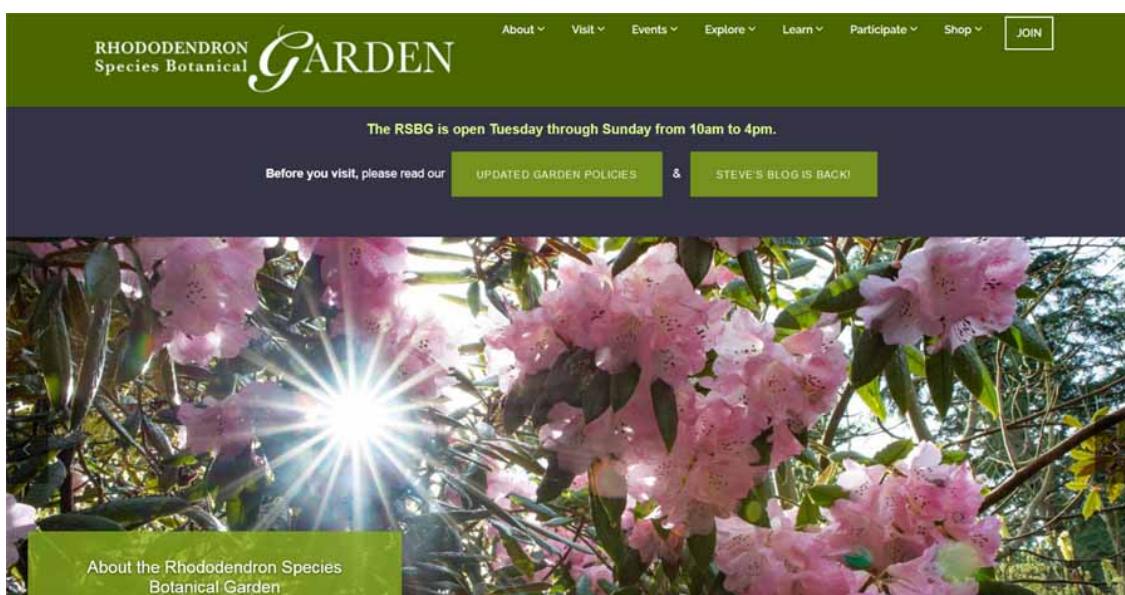 RHODODENDRON
Species Botanical GARDEN
About Visit Events Explore Learn Participate Shop JOIN
The RSBG is open Tuesday through Sunday from 10am to 4pm.
Before you visit, please read our UPDATED GARDEN POLICIES & STEVE'S BLOG IS BACK!
About the Rhododendron Species
Botanical Garden